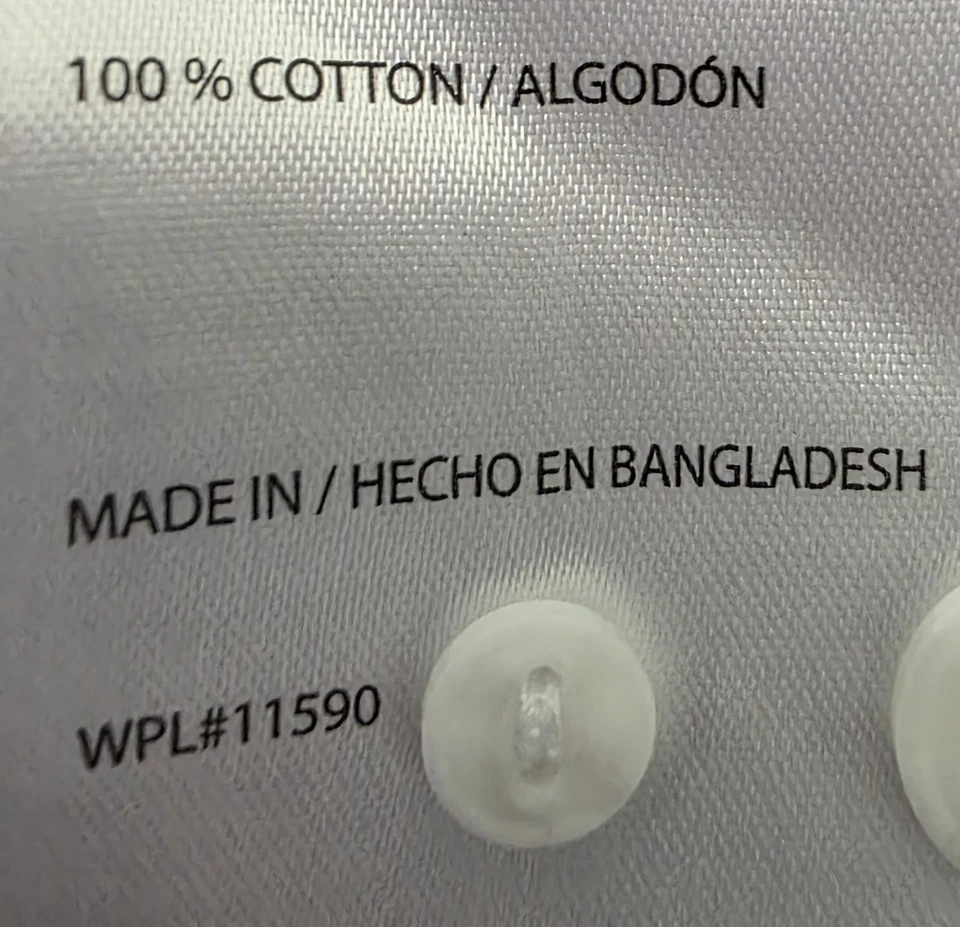 100 % COTTON / ALGODÓN
MADE IN / HECHO EN BANGLADESH
WPL#11590